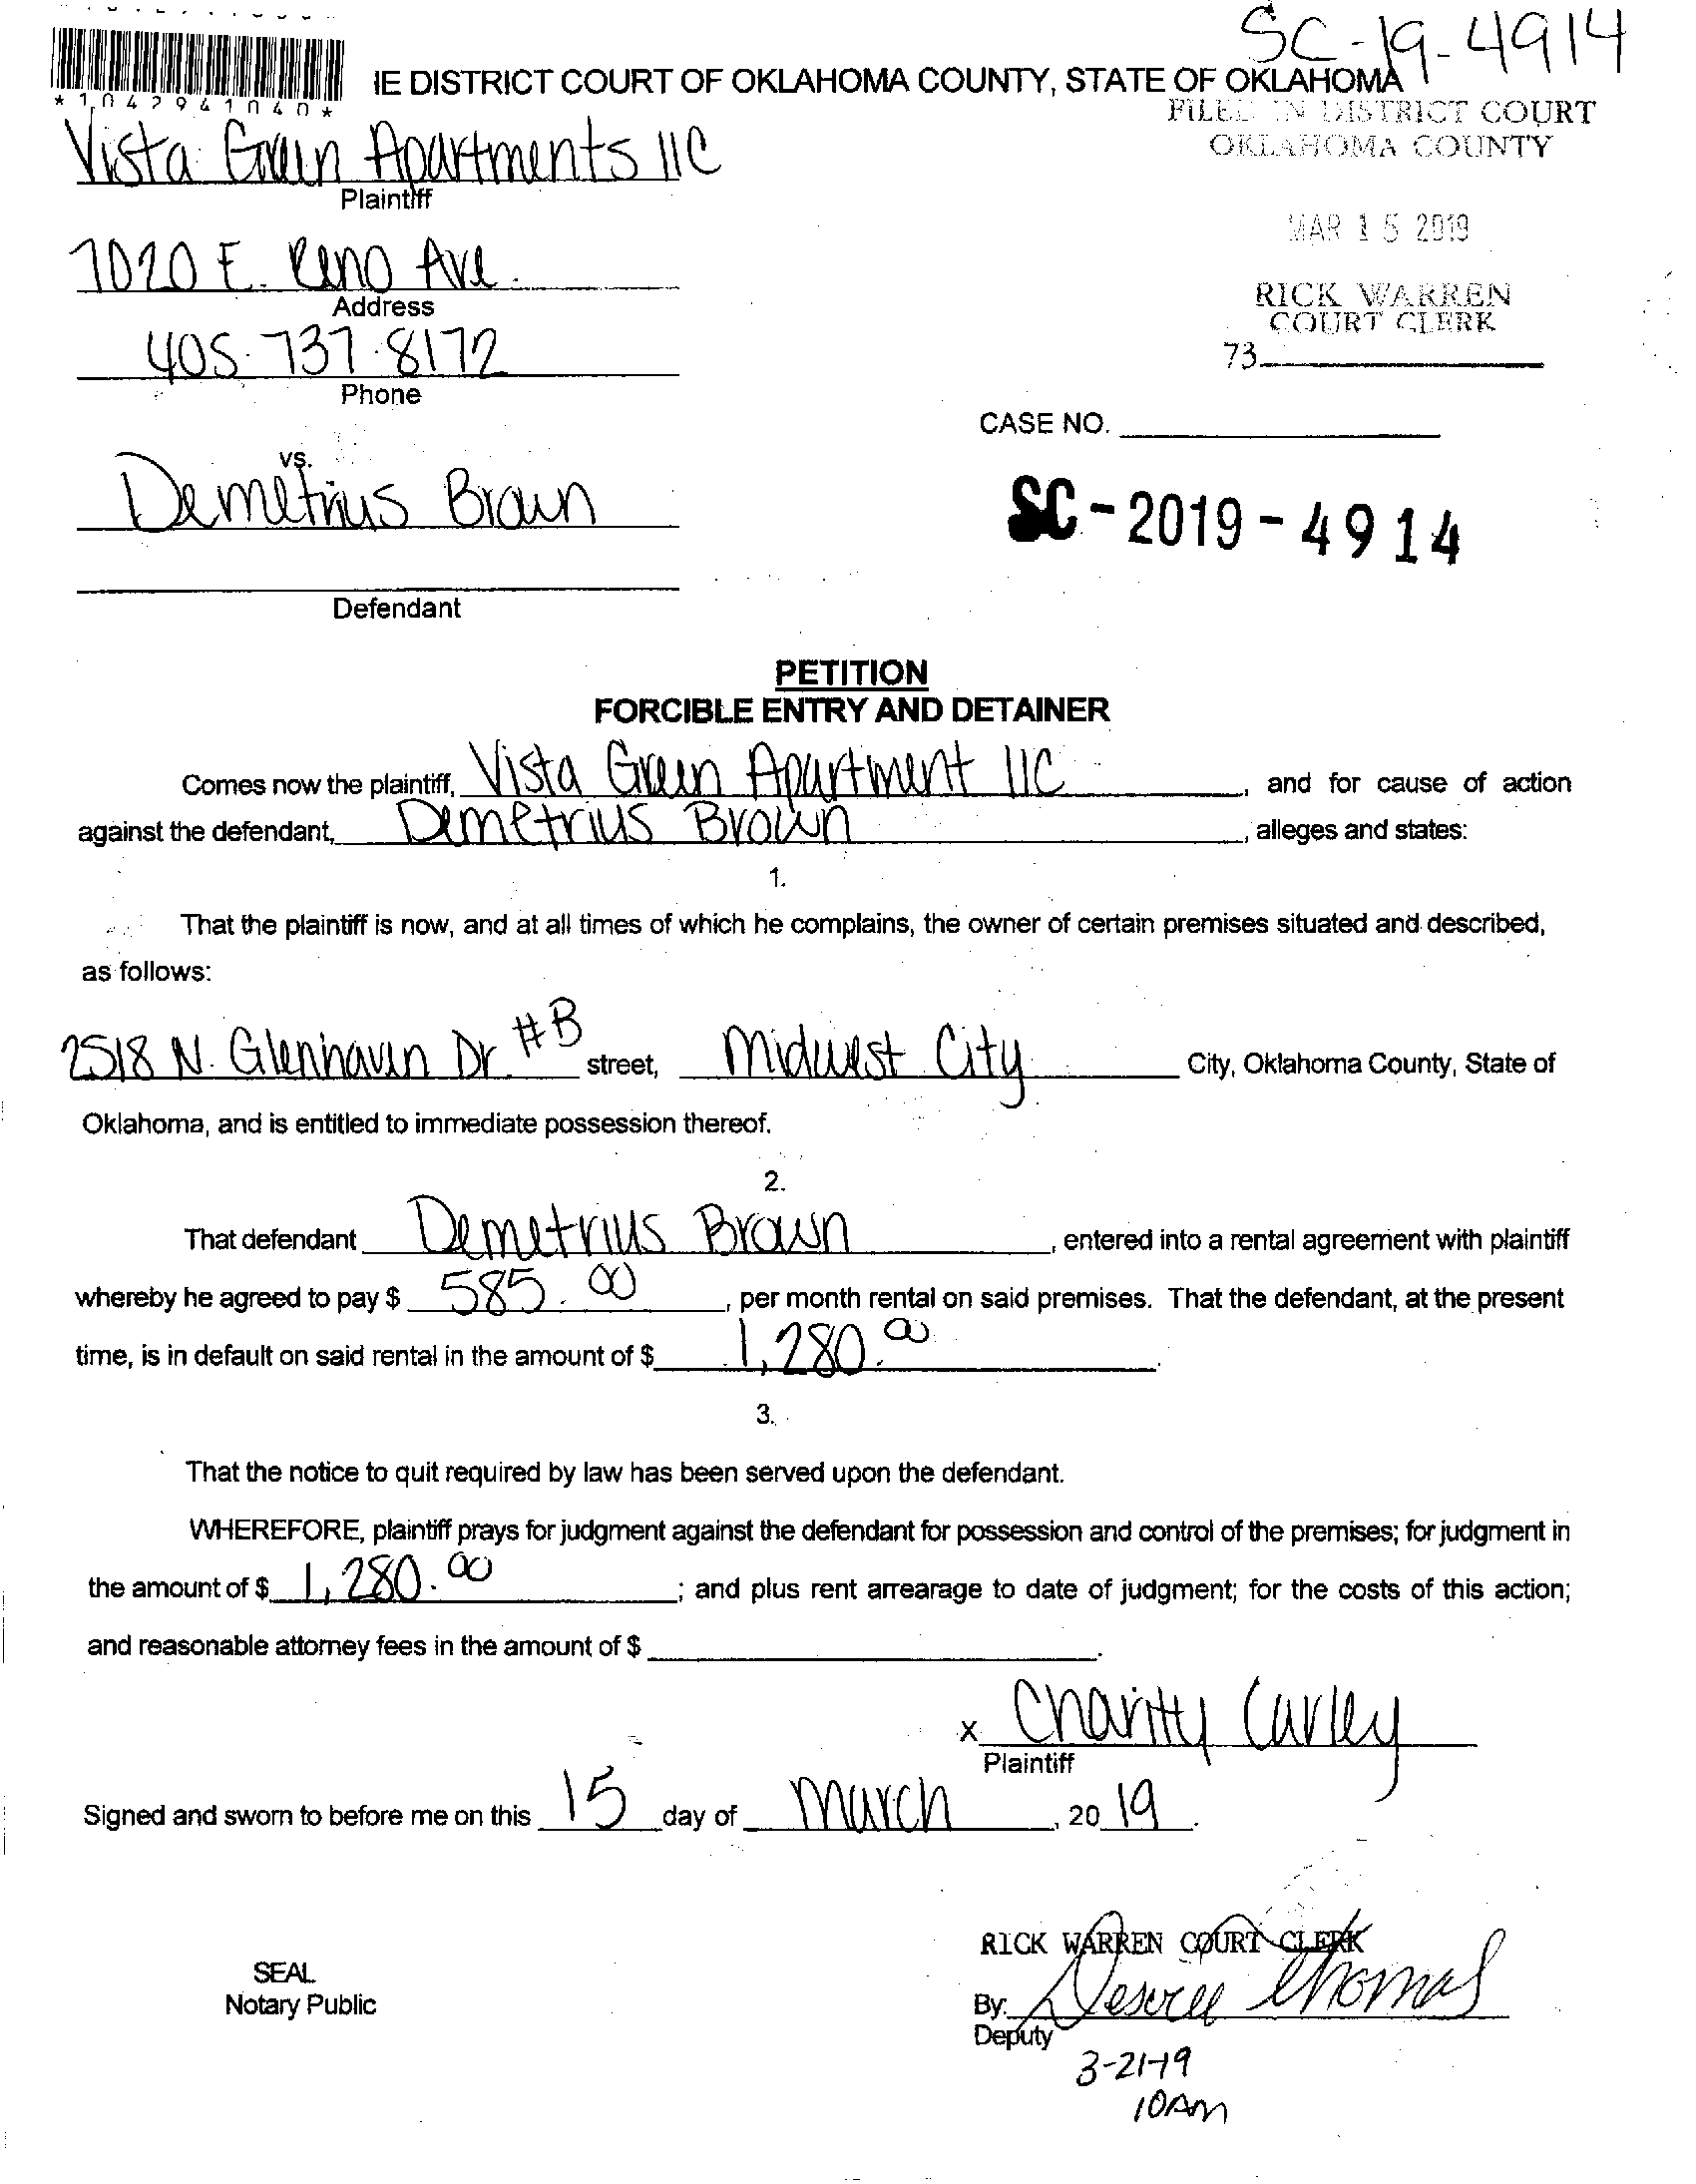 SC-19-4914
IE DISTRICT COURT OF OKLAHOMA COUNTY, STATE OF OKLAHOMA
*1042941040*
FILED IN DISTRICT COURT
OKLAHOMA COUNTY
Vista Green Apartments llC
Plaintiff
MAR 15 2019
7020 E. Reno Ave.
Address
RICK WARREN
COURT CLERK
405-737-8172
73
Phone
CASE NO.
vs.
Demetrius Brown
SC-2019-4914
Defendant
PETITION
FORCIBLE ENTRY AND DETAINER
Comes now the plaintiff, Vista Green Apartment llC, and for cause of action
against the defendant, Demetrius Brown, alleges and states:
1.
That the plaintiff is now, and at all times of which he complains, the owner of certain premises situated and described,
as follows:
2518 N. Glenhaven Dr. #B street, Midwest City City, Oklahoma County, State of
Oklahoma, and is entitled to immediate possession thereof.
2.
That defendant Demetrius Brown, entered into a rental agreement with plaintiff
whereby he agreed to pay $ 585.00, per month rental on said premises. That the defendant, at the present
time, is in default on said rental in the amount of $ 1,280.00.
3.
That the notice to quit required by law has been served upon the defendant.
WHEREFORE, plaintiff prays for judgment against the defendant for possession and control of the premises; for judgment in
the amount of $ 1,280.00; and plus rent arrearage to date of judgment; for the costs of this action;
and reasonable attorney fees in the amount of $ .
x Charity Curley
Plaintiff
Signed and sworn to before me on this 15 day of March, 2019.
RICK WARREN COURT CLERK
SEAL
Notary Public
By: Thomas
Deputy
3-21-19
10AM